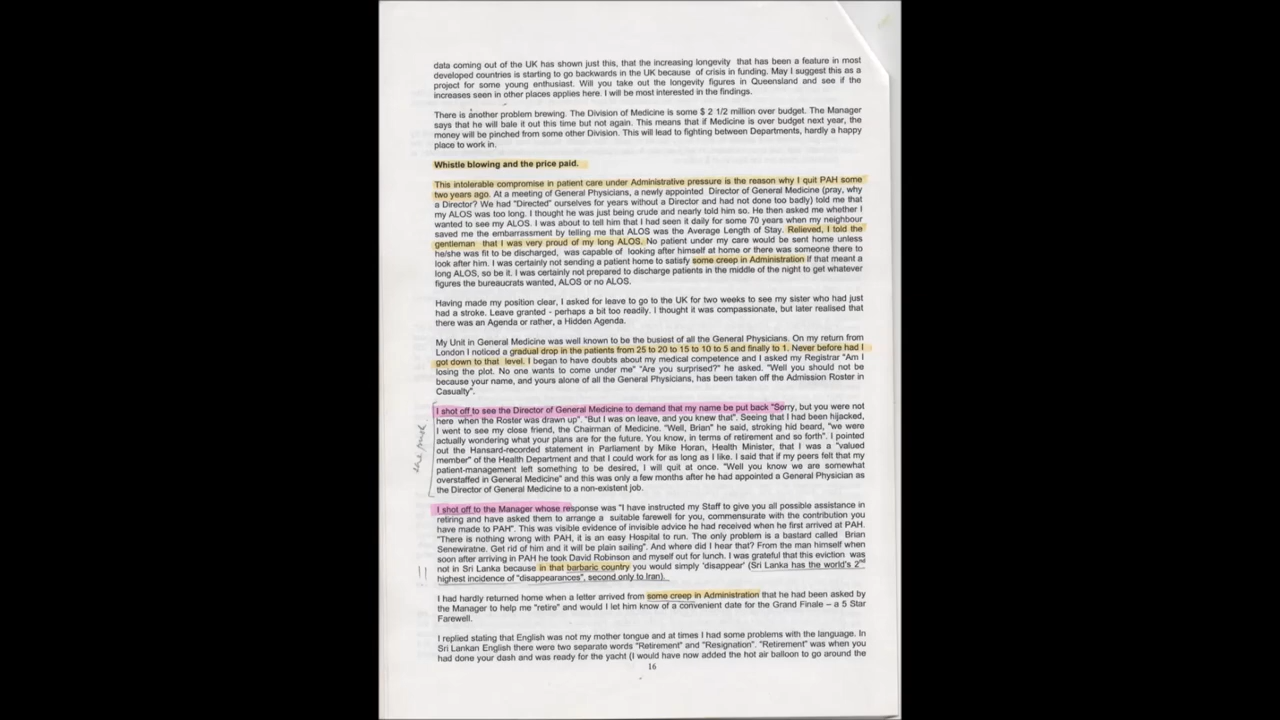 data coming out of the UK has shown just this, that the increasing longevity that has been a feature in most
developed countries is starting to go backwards in the UK because of crisis in funding. May I suggest this as a
project for some young enthusiast. Will you take out the longevity figures in Queensland and see if the
increases seen in other places applies here. I will be most interested in the findings.
There is another problem brewing. The Division of Medicine is some $ 2 1/2 million over budget. The Manager
says that he will bale it out this time but not again. This means that if Medicine is over budget next year, the
money will be pinched from some other Division. This will lead to fighting between Departments, hardly a happy
place to work in.
Whistle blowing and the price paid.
This intolerable compromise in patient care under Administrative pressure is the reason why I quit PAH some
two years ago. At a meeting of General Physicians, a newly appointed Director of General Medicine (pray, why
a Director? We had "Directed" ourselves for years without a Director and had not done too badly) told me that
my ALOS was too long. I thought he was just being crude and nearly told him so. He then asked me whether I
wanted to see my ALOS. I was about to tell him that I had seen it daily for some 70 years when my neighbour
saved me the embarrassment by telling me that ALOS was the Average Length of Stay. Relieved, I told the
gentleman that I was very proud of my long ALOS. No patient under my care would be sent home unless
he/she was fit to be discharged, was capable of looking after himself at home or there was someone there to
look after him. I was certainly not sending a patient home to satisfy some creep in Administration If that meant a
long ALOS, so be it. I was certainly not prepared to discharge patients in the middle of the night to get whatever
figures the bureaucrats wanted, ALOS or no ALOS.
Having made my position clear, I asked for leave to go to the UK for two weeks to see my sister who had just
had a stroke. Leave granted - perhaps a bit too readily. I thought it was compassionate, but later realised that
there was an Agenda or rather, a Hidden Agenda.
My Unit in General Medicine was well known to be the busiest of all the General Physicians. On my return from
London I noticed a gradual drop in the patients from 25 to 20 to 15 to 10 to 5 and finally to 1. Never before had I
got down to that level. I began to have doubts about my medical competence and I asked my Registrar "Am I
losing the plot. No one wants to come under me" "Are you surprised?" he asked. "Well you should not be
because your name, and yours alone of all the General Physicians, has been taken off the Admission Roster in
Casualty".
I shot off to see the Director of General Medicine to demand that my name be put back "Sorry, but you were not
here when the Roster was drawn up". "But I was on leave, and you knew that". Seeing that I had been hijacked,
I went to see my close friend, the Chairman of Medicine. "Well, Brian" he said, stroking hid beard, "we were
actually wondering what your plans are for the future. You know, in terms of retirement and so forth". I pointed
out the Hansard-recorded statement in Parliament by Mike Horan, Health Minister, that I was a "valued
member" of the Health Department and that I could work for as long as I like. I said that if my peers felt that my
patient-management left something to be desired, I will quit at once. "Well you know we are somewhat
overstaffed in General Medicine" and this was only a few months after he had appointed a General Physician as
the Director of General Medicine to a non-existent job.
I shot off to the Manager whose response was "I have instructed my Staff to give you all possible assistance in
retiring and have asked them to arrange a suitable farewell for you, commensurate with the contribution you
have made to PAH". This was visible evidence of invisible advice he had received when he first arrived at PAH.
"There is nothing wrong with PAH, it is an easy Hospital to run. The only problem is a bastard called Brian
Senewiratne. Get rid of him and it will be plain sailing". And where did I hear that? From the man himself when
soon after arriving in PAH he took David Robinson and myself out for lunch. I was grateful that this eviction was
not in Sri Lanka because in that barbaric country you would simply 'disappear' (Sri Lanka has the world's 2nd
highest incidence of "disappearances", second only to Iran).
!!
I had hardly returned home when a letter arrived from some creep in Administration that he had been asked by
the Manager to help me "retire" and would I let him know of a convenient date for the Grand Finale – a 5 Star
Farewell.
I replied stating that English was not my mother tongue and at times I had some problems with the language. In
Sri Lankan English there were two separate words "Retirement" and "Resignation". "Retirement" was when you
had done your dash and was ready for the yacht (I would have now added the hot air balloon to go around the
16